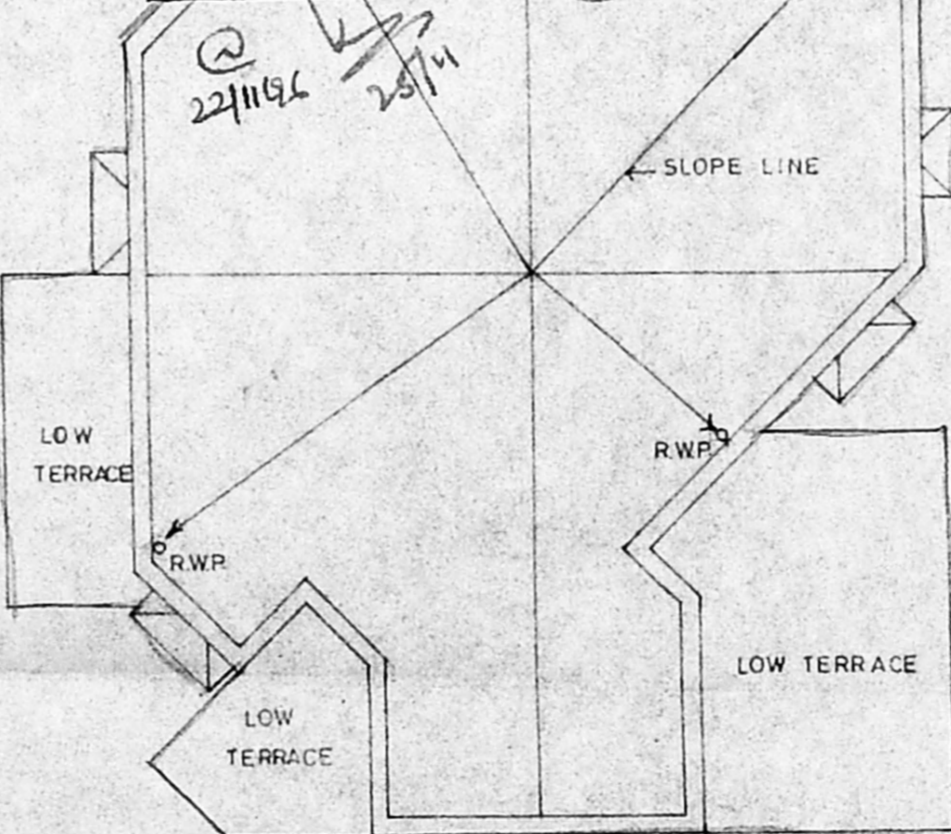 22/11/96
25/11
SLOPE LINE
LOW
TERRACE
R.W.P.
R.W.P.
LOW TERRACE
LOW
TERRACE